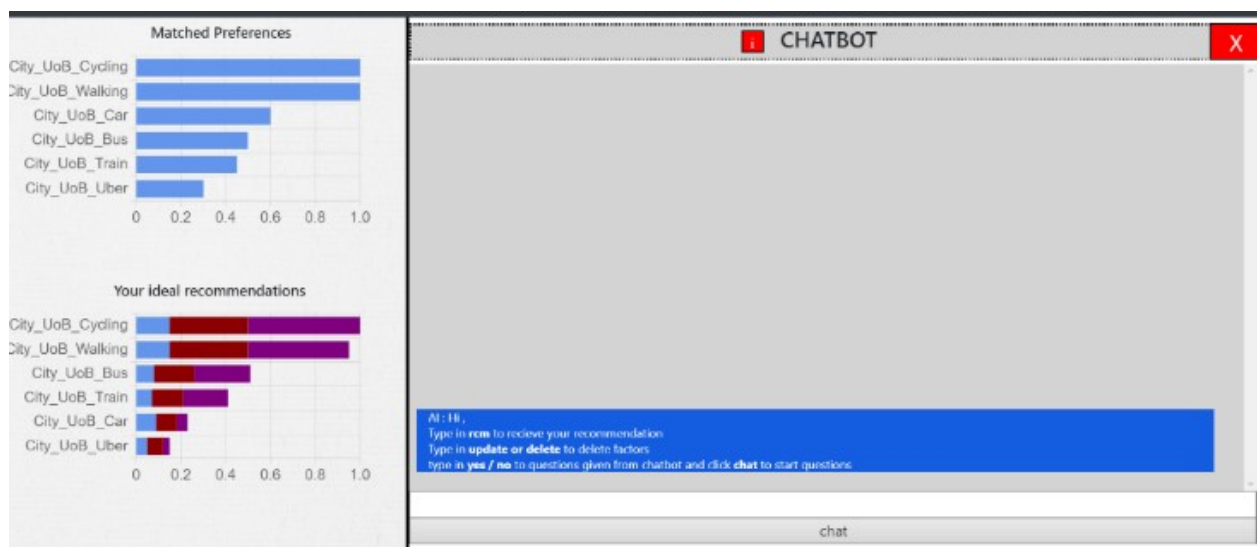 Matched Preferences
City_UoB_Cycling
City_UoB_Walking
City_UoB_Car
City_UoB_Bus
City_UoB_Train
City_UoB_Uber
0 0.2 0.4 0.6 0.8 1.0
Your ideal recommendations
City_UoB_Cycling
City_UoB_Walking
City_UoB_Bus
City_UoB_Train
City_UoB_Car
City_UoB_Uber
0 0.2 0.4 0.6 0.8 1.0
i CHATBOT X
AI : Hi ,
Type in rcm to recieve your recommendation
Type in update or delete to delete factors
type in yes / no to questions given from chatbot and click chat to start questions
chat